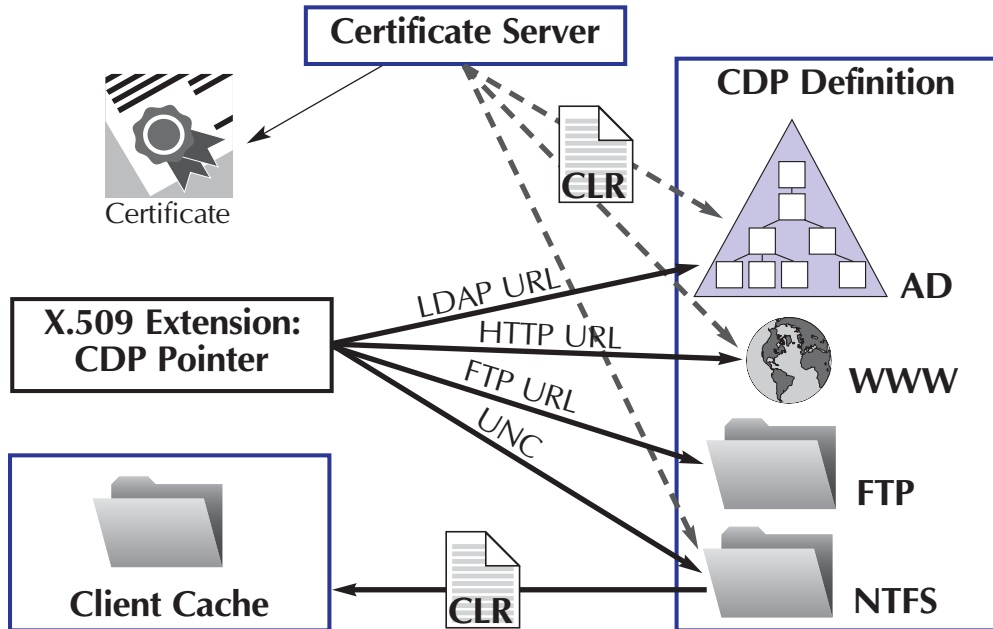 Certificate Server
CDP Definition
CLR
Certificate
AD
LDAP URL
X.509 Extension:
CDP Pointer
HTTP URL
WWW
FTP URL
UNC
FTP
Client Cache
CLR
NTFS